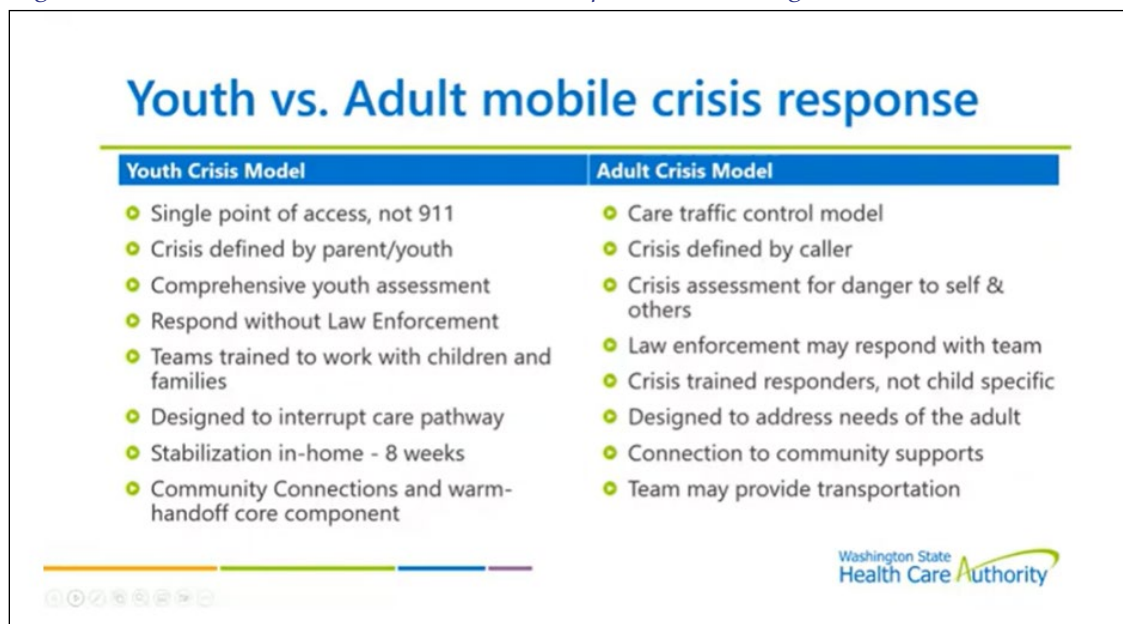 Youth vs. Adult mobile crisis response
Youth Crisis Model
Single point of access, not 911
Crisis defined by parent/youth
Comprehensive youth assessment
Respond without Law Enforcement
Teams trained to work with children and
families
Designed to interrupt care pathway
Stabilization in-home - 8 weeks
Community Connections and warm-
handoff core component
Adult Crisis Model
Care traffic control model
Crisis defined by caller
Crisis assessment for danger to self &
others
Law enforcement may respond with team
Crisis trained responders, not child specific
Designed to address needs of the adult
Connection to community supports
Team may provide transportation
Washington State
Health Care Authority